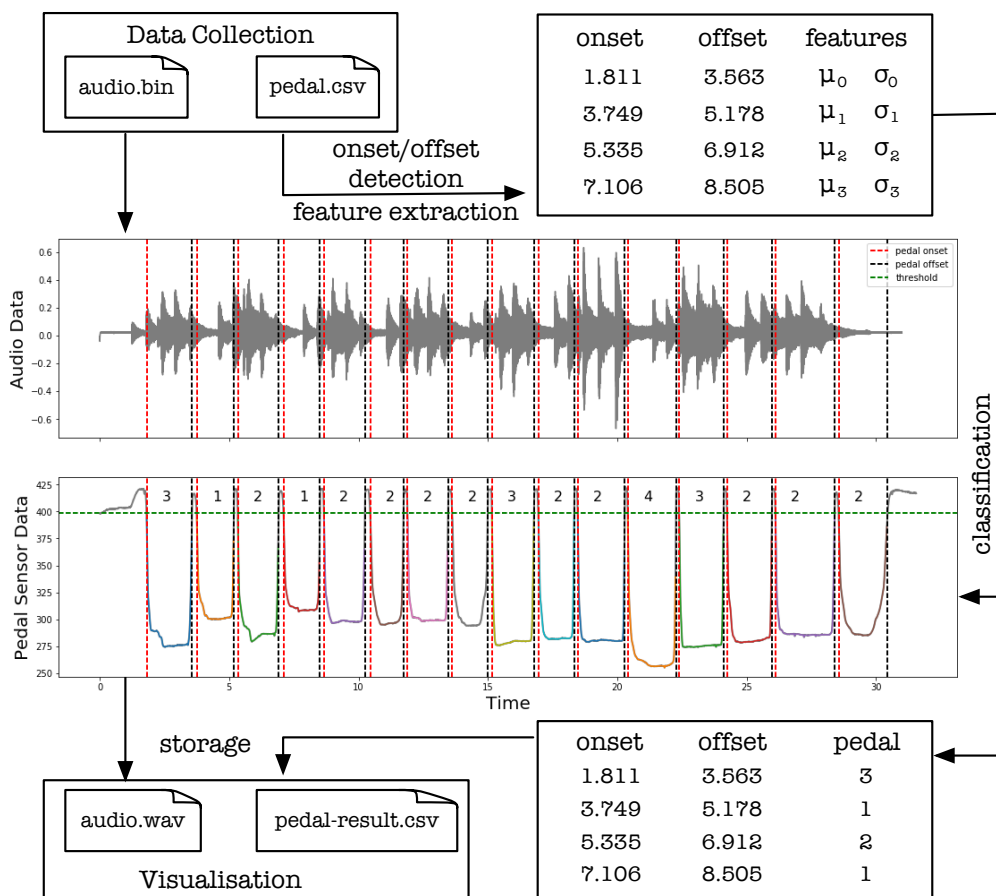 Data Collection
audio.bin
pedal.csv
onset/offset
detection
feature extraction
onset offset features
1.811 3.563 μ0 σ0
3.749 5.178 μ1 σ1
5.335 6.912 μ2 σ2
7.106 8.505 μ3 σ3
Audio Data
0.6
0.4
0.2
0.0
−0.2
−0.4
−0.6
pedal onset
pedal offset
threshold
classification
Pedal Sensor Data
425
400
375
350
325
300
275
250
3 1 2 1 2 2 2 2 3 2 2 4 3 2 2 2
0 5 10 15 20 25 30
Time
storage
audio.wav
pedal-result.csv
Visualisation
onset offset pedal
1.811 3.563 3
3.749 5.178 1
5.335 6.912 2
7.106 8.505 1